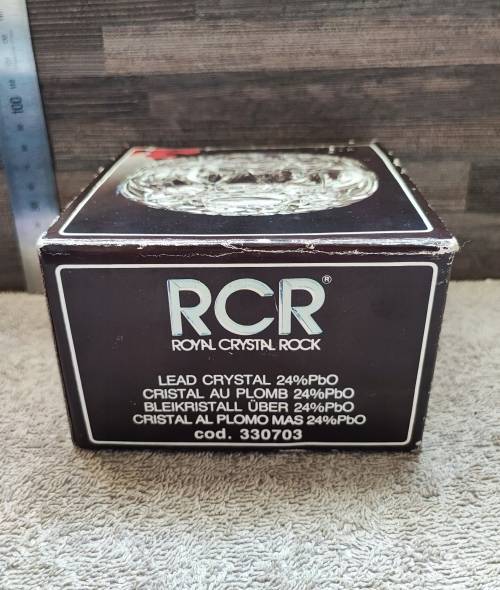 100
RCR®
ROYAL CRYSTAL ROCK
LEAD CRYSTAL 24%PbO
CRISTAL AU PLOMB 24%PbO
BLEIKRISTALL ÜBER 24%PbO
CRISTAL AL PLOMO MAS 24%PbO
cod. 330703